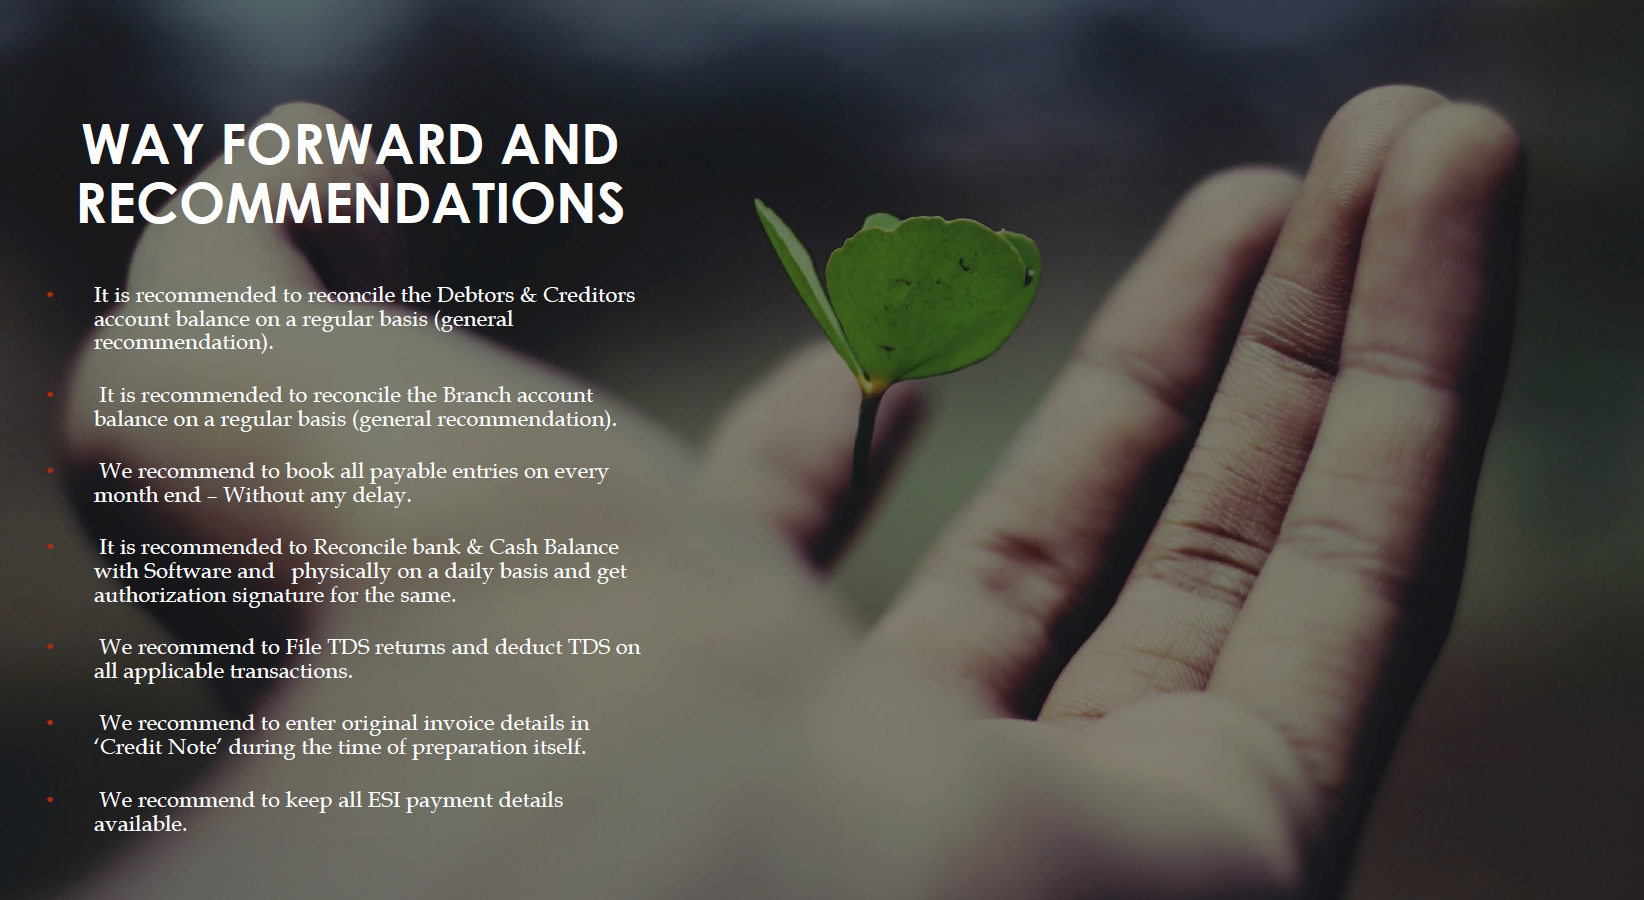 WAY FORWARD AND
RECOMMENDATIONS
• It is recommended to reconcile the Debtors & Creditors
account balance on a regular basis (general
recommendation).
• It is recommended to reconcile the Branch account
balance on a regular basis (general recommendation).
• We recommend to book all payable entries on every
month end – Without any delay.
• It is recommended to Reconcile bank & Cash Balance
with Software and   physically on a daily basis and get
authorization signature for the same.
• We recommend to File TDS returns and deduct TDS on
all applicable transactions.
• We recommend to enter original invoice details in
‘Credit Note’ during the time of preparation itself.
• We recommend to keep all ESI payment details
available.